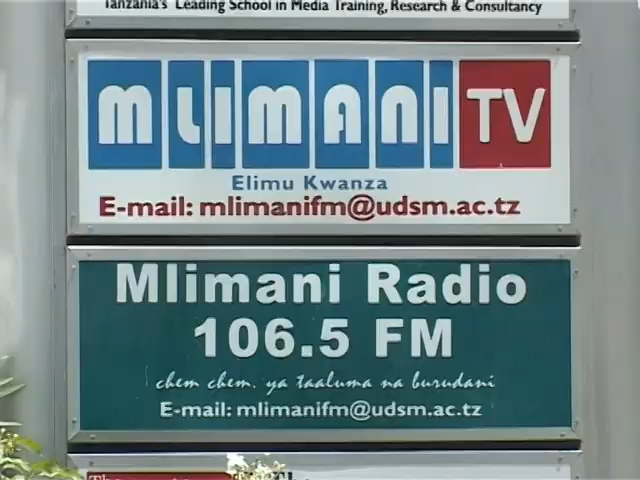 Tanzania's Leading School in Media Training, Research & Consultancy
MLIMANI TV
Elimu Kwanza
E-mail: mlimanifm@udsm.ac.tz
Mlimani Radio
106.5 FM
chem chem. ya taaluma na burudani
E-mail: mlimanifm@udsm.ac.tz